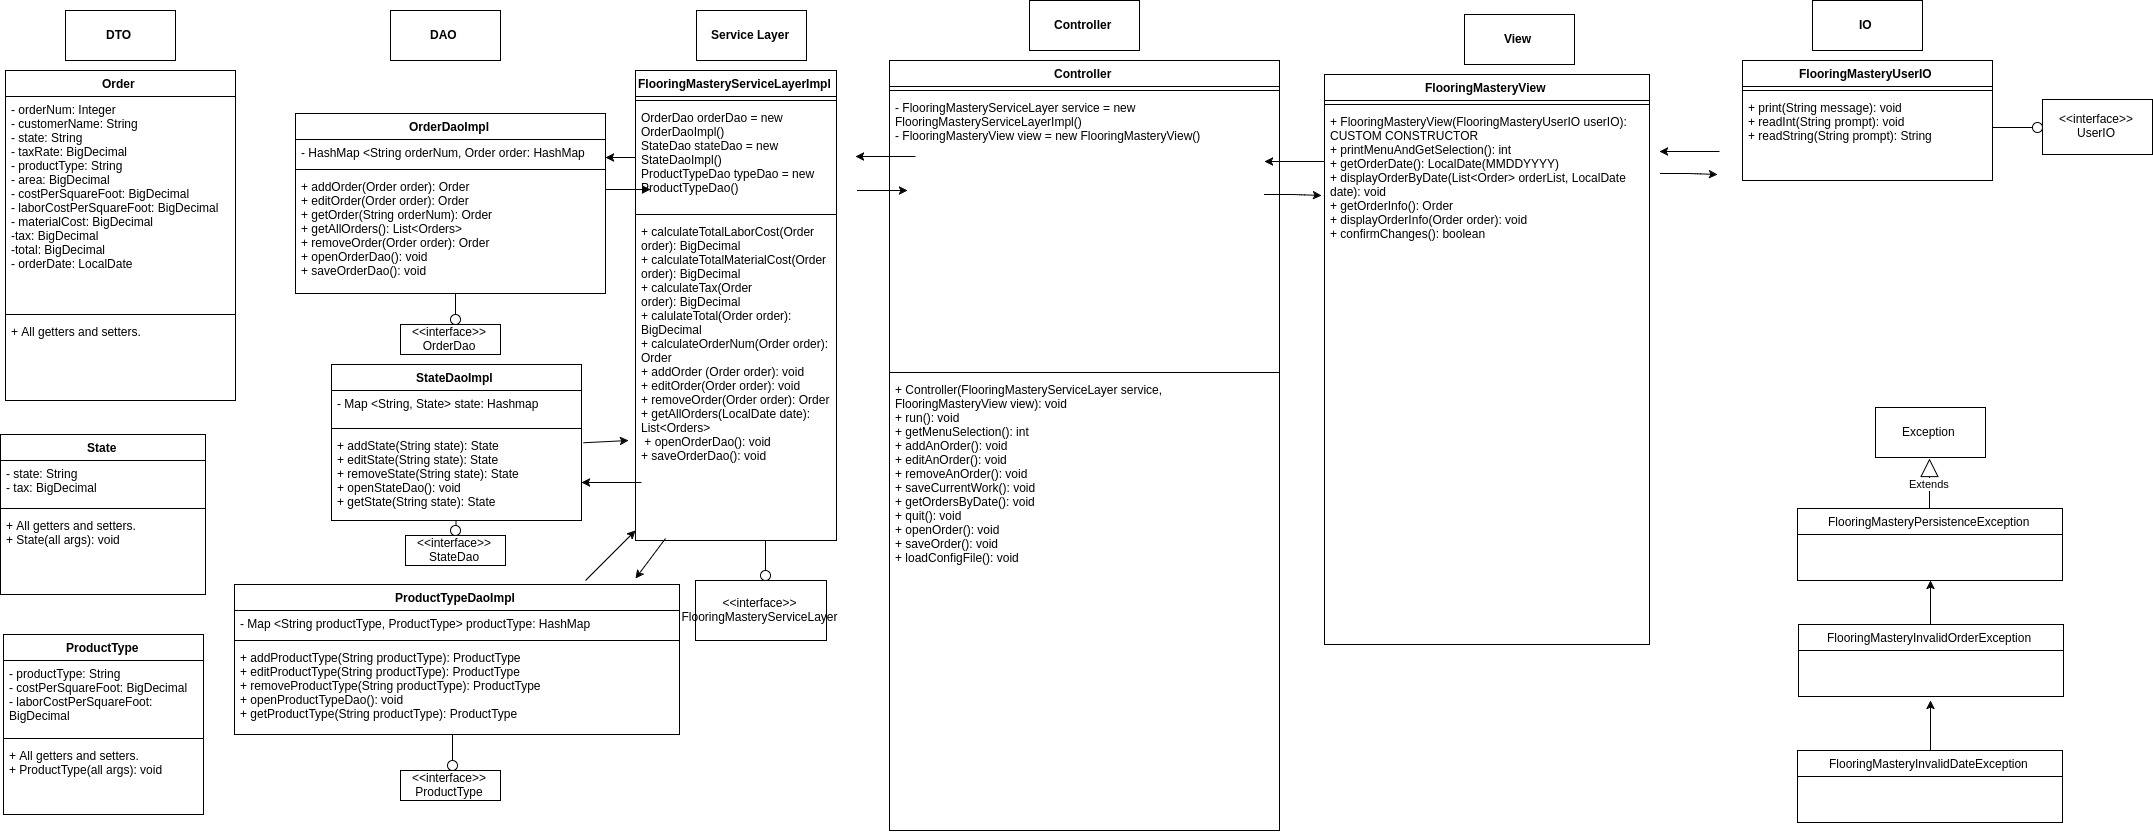 DTO
Order
- orderNum: Integer
- customerName: String
- state: String
- taxRate: BigDecimal
- productType: String
- area: BigDecimal
- costPerSquareFoot: BigDecimal
- laborCostPerSquareFoot: BigDecimal
- materialCost: BigDecimal
-tax: BigDecimal
-total: BigDecimal
- orderDate: LocalDate
+ All getters and setters.
State
- state: String
- tax: BigDecimal
+ All getters and setters.
+ State(all args): void
ProductType
- productType: String
- costPerSquareFoot: BigDecimal
- laborCostPerSquareFoot:
BigDecimal
+ All getters and setters.
+ ProductType(all args): void
DAO
OrderDaoImpl
- HashMap <String orderNum, Order order: HashMap
+ addOrder(Order order): Order
+ editOrder(Order order): Order
+ getOrder(String orderNum): Order
+ getAllOrders(): List<Orders>
+ removeOrder(Order order): Order
+ openOrderDao(): void
+ saveOrderDao(): void
<<interface>>
OrderDao
StateDaoImpl
- Map <String, State> state: Hashmap
+ addState(String state): State
+ editState(String state): State
+ removeState(String state): State
+ openStateDao(): void
+ getState(String state): State
<<interface>>
StateDao
ProductTypeDaoImpl
- Map <String productType, ProductType> productType: HashMap
+ addProductType(String productType): ProductType
+ editProductType(String productType): ProductType
+ removeProductType(String productType): ProductType
+ openProductTypeDao(): void
+ getProductType(String productType): ProductType
<<interface>>
ProductType
Service Layer
FlooringMasteryServiceLayerImpl
OrderDao orderDao = new
OrderDaoImpl()
StateDao stateDao = new
StateDaoImpl()
ProductTypeDao typeDao = new
ProductTypeDao()
+ calculateTotalLaborCost(Order
order): BigDecimal
+ calculateTotalMaterialCost(Order
order): BigDecimal
+ calculateTax(Order
order): BigDecimal
+ calulateTotal(Order order):
BigDecimal
+ calculateOrderNum(Order order):
Order
+ addOrder (Order order): void
+ editOrder(Order order): void
+ removeOrder(Order order): Order
+ getAllOrders(LocalDate date):
List<Orders>
+ openOrderDao(): void
+ saveOrderDao(): void
<<interface>>
FlooringMasteryServiceLayer
Controller
Controller
- FlooringMasteryServiceLayer service = new
FlooringMasteryServiceLayerImpl()
- FlooringMasteryView view = new FlooringMasteryView()
+ Controller(FlooringMasteryServiceLayer service,
FlooringMasteryView view): void
+ run(): void
+ getMenuSelection(): int
+ addAnOrder(): void
+ editAnOrder(): void
+ removeAnOrder(): void
+ saveCurrentWork(): void
+ getOrdersByDate(): void
+ quit(): void
+ openOrder(): void
+ saveOrder(): void
+ loadConfigFile(): void
View
FlooringMasteryView
+ FlooringMasteryView(FlooringMasteryUserIO userIO):
CUSTOM CONSTRUCTOR
+ printMenuAndGetSelection(): int
+ getOrderDate(): LocalDate(MMDDYYYY)
+ displayOrderByDate(List<Order> orderList, LocalDate
date): void
+ getOrderInfo(): Order
+ displayOrderInfo(Order order): void
+ confirmChanges(): boolean
IO
FlooringMasteryUserIO
+ print(String message): void
+ readInt(String prompt): void
+ readString(String prompt): String
<<interface>>
UserIO
Exception
Extends
FlooringMasteryPersistenceException
FlooringMasteryInvalidOrderException
FlooringMasteryInvalidDateException